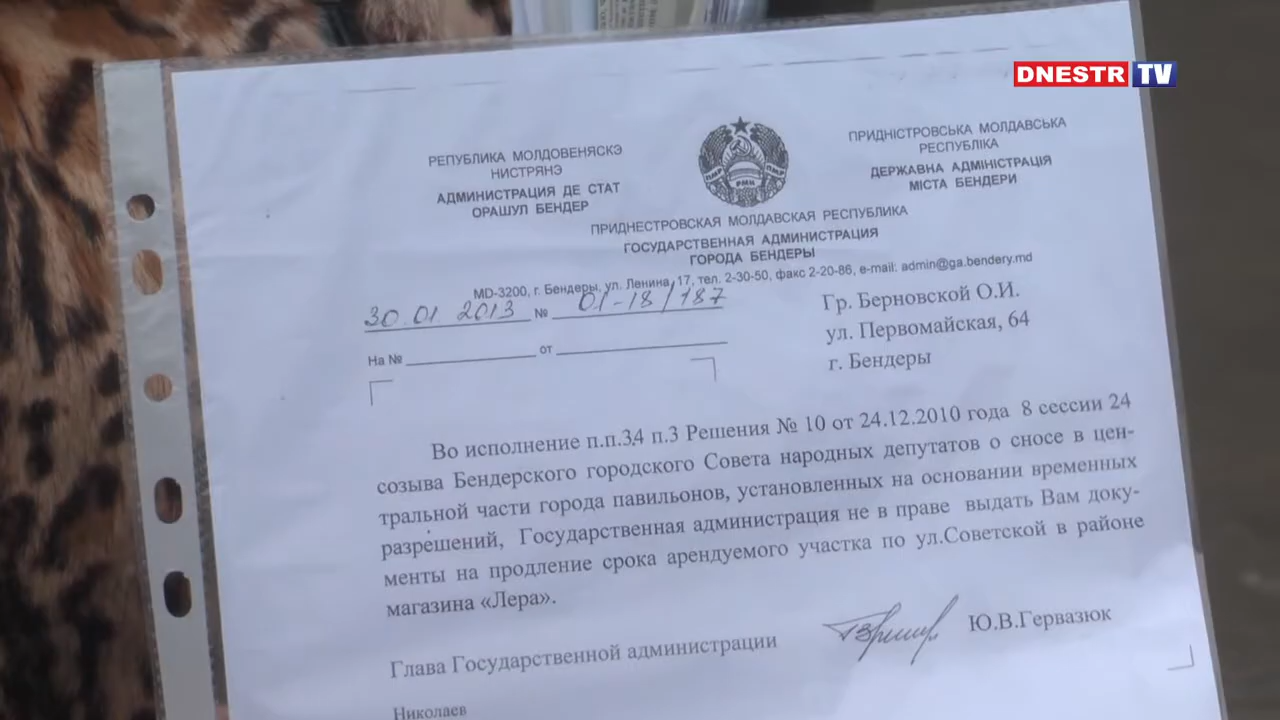 DNESTR TV
РЕПУБЛИКА МОЛДОВЕНЯСКЭ
НИСТРЯНЭ
АДМИНИСТРАЦИЯ ДЕ СТАТ
ОРАШУЛ БЕНДЕР
ПРИДНІСТРОВСЬКА МОЛДАВСЬКА
РЕСПУБЛІКА
ДЕРЖАВНА АДМІНІСТРАЦІЯ
МІСТА БЕНДЕРИ
ПМР ПМР
РМН
ПРИДНЕСТРОВСКАЯ МОЛДАВСКАЯ РЕСПУБЛИКА
ГОСУДАРСТВЕННАЯ АДМИНИСТРАЦИЯ
ГОРОДА БЕНДЕРЫ
MD-3200, г. Бендеры, ул. Ленина, 17, тел. 2-30-50, факс 2-20-86, e-mail: admin@ga.bendery.md
30.01 2013 № 01-18/187
На № от
Гр. Берновской О.И.
ул. Первомайская, 64
г. Бендеры
Во исполнение п.п.3,4 п.3 Решения № 10 от 24.12.2010 года 8 сессии 24
созыва Бендерского городского Совета народных депутатов о сносе в цен-
тральной части города павильонов, установленных на основании временных
разрешений, Государственная администрация не в праве выдать Вам доку-
менты на продление срока арендуемого участка по ул.Советской в районе
магазина «Лера».
Глава Государственной администрации Ю.В.Гервазюк
Николаев